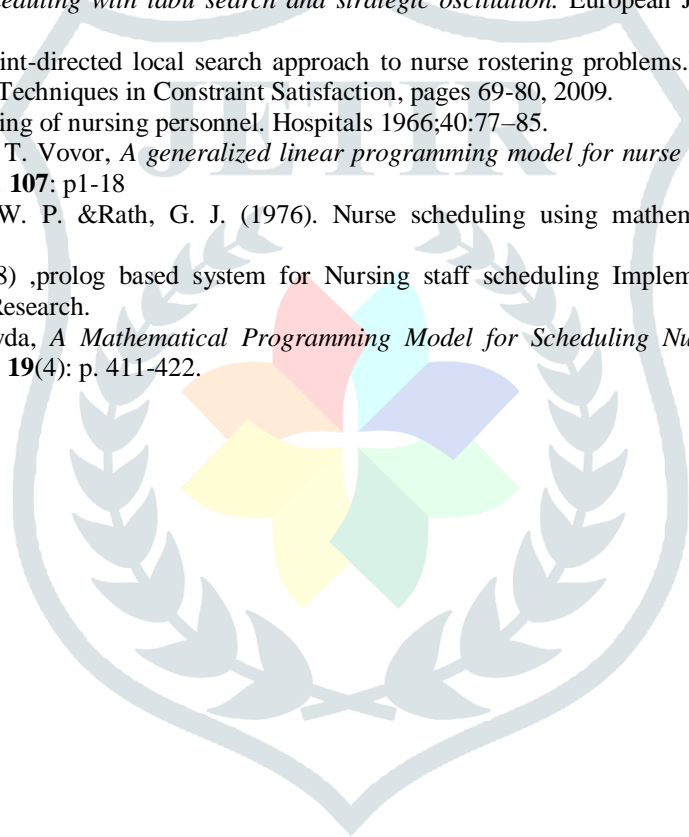 eduling with tabu search and strategic oscillation. European J
int-directed local search approach to nurse rostering problems.
Techniques in Constraint Satisfaction, pages 69-80, 2009.
ing of nursing personnel. Hospitals 1966;40:77–85.
T. Vovor, A generalized linear programming model for nurse
107: p1-18
W. P. &Rath, G. J. (1976). Nurse scheduling using mathem
8) ,prolog based system for Nursing staff scheduling Implem
Research.
yda, A Mathematical Programming Model for Scheduling Nu
19(4): p. 411-422.
JETIR